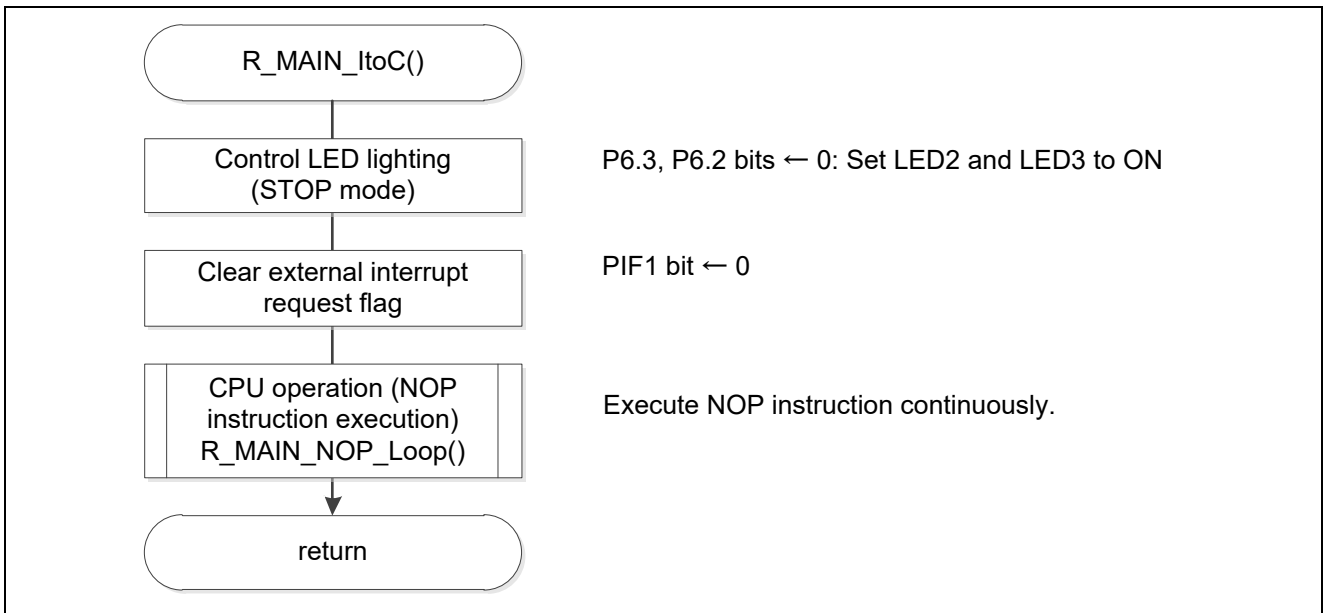 R_MAIN_ItoC()
Control LED lighting
(STOP mode)
P6.3, P6.2 bits ← 0: Set LED2 and LED3 to ON
Clear external interrupt
request flag
PIF1 bit ← 0
CPU operation (NOP
instruction execution)
R_MAIN_NOP_Loop()
Execute NOP instruction continuously.
return